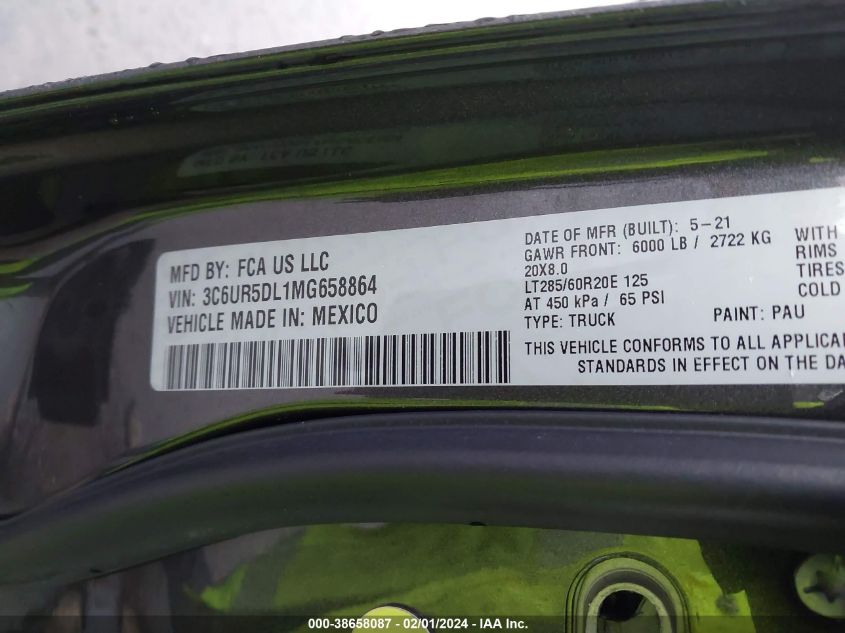 MFD BY: FCA US LLC
VIN: 3C6UR5DL1MG658864
VEHICLE MADE IN: MEXICO
DATE OF MFR (BUILT): 5-21
GAWR FRONT: 6000 LB / 2722 KG WITH
20X8.0 RIMS
LT285/60R20E 125 TIRES
AT 450 kPa / 65 PSI COLD
TYPE: TRUCK PAINT: PAU
THIS VEHICLE CONFORMS TO ALL APPLICA
STANDARDS IN EFFECT ON THE DA
000-38658087 - 02/01/2024 - IAA Inc.